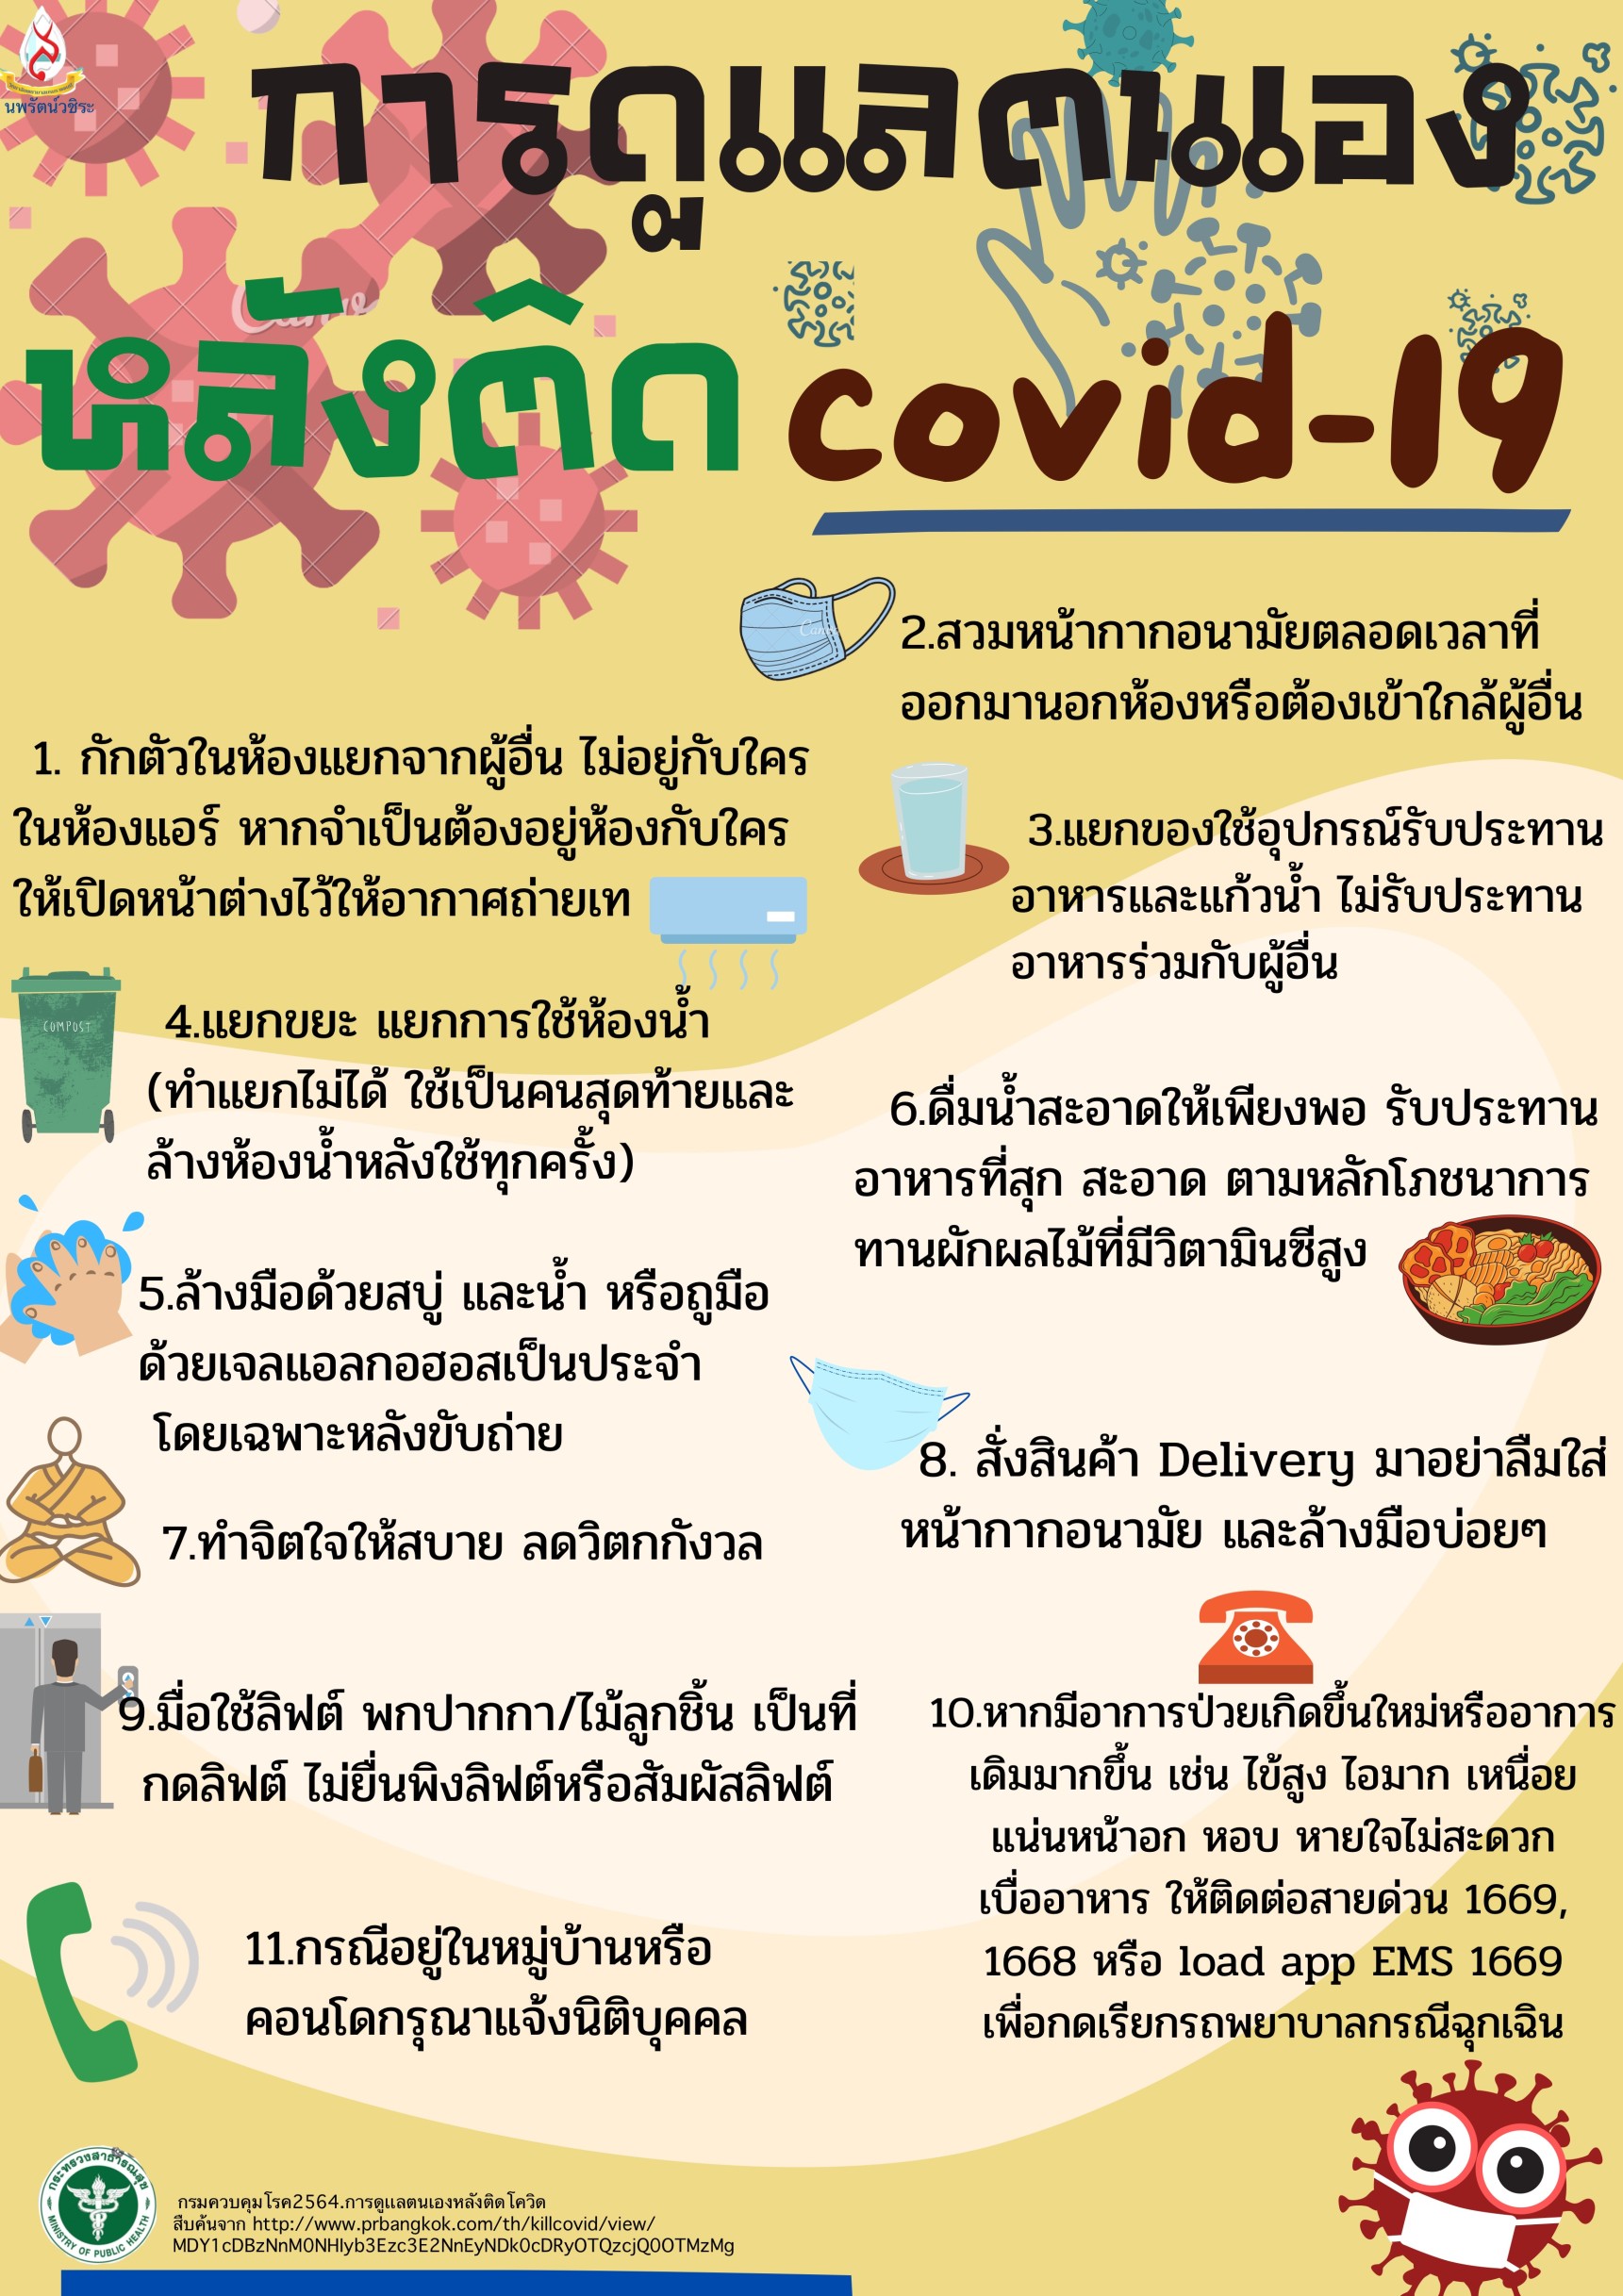 นพรัตน์วชิระ
การดูแลตนเอง
หลังติด covid-19
2.สวมหน้ากากอนามัยตลอดเวลาที่
ออกมานอกห้องหรือต้องเข้าใกล้ผู้อื่น
1. กักตัวในห้องแยกจากผู้อื่น ไม่อยู่กับใคร
ในห้องแอร์ หากจำเป็นต้องอยู่ห้องกับใคร
ให้เปิดหน้าต่างไว้ให้อากาศถ่ายเท
3.แยกของใช้อุปกรณ์รับประทาน
อาหารและแก้วน้ำ ไม่รับประทาน
อาหารร่วมกับผู้อื่น
COMPOST
4.แยกขยะ แยกการใช้ห้องน้ำ
(ทำแยกไม่ได้ ใช้เป็นคนสุดท้ายและ
ล้างห้องน้ำหลังใช้ทุกครั้ง)
6.ดื่มน้ำสะอาดให้เพียงพอ รับประทาน
อาหารที่สุก สะอาด ตามหลักโภชนาการ
ทานผักผลไม้ที่มีวิตามินซีสูง
5.ล้างมือด้วยสบู่ และน้ำ หรือถูมือ
ด้วยเจลแอลกอฮอสเป็นประจำ
โดยเฉพาะหลังขับถ่าย
7.ทำจิตใจให้สบาย ลดวิตกกังวล
8. สั่งสินค้า Delivery มาอย่าลืมใส่
หน้ากากอนามัย และล้างมือบ่อยๆ
9.มื่อใช้ลิฟต์ พกปากกา/ไม้ลูกชิ้น เป็นที่
กดลิฟต์ ไม่ยื่นพิงลิฟต์หรือสัมผัสลิฟต์
10.หากมีอาการป่วยเกิดขึ้นใหม่หรืออาการ
เดิมมากขึ้น เช่น ไข้สูง ไอมาก เหนื่อย
แน่นหน้าอก หอบ หายใจไม่สะดวก
เบื่ออาหาร ให้ติดต่อสายด่วน 1669,
1668 หรือ load app EMS 1669
เพื่อกดเรียกรถพยาบาลกรณีฉุกเฉิน
11.กรณีอยู่ในหมู่บ้านหรือ
คอนโดกรุณาแจ้งนิติบุคคล
กระทรวงสาธารณสุข
MINISTRY OF PUBLIC HEALTH
กรมควบคุมโรค2564.การดูแลตนเองหลังติดโควิด
สืบค้นจาก http://www.prbangkok.com/th/killcovid/view/
MDY1cDBzNnM0NHIyb3Ezc3E2NnEyNDk0cDRyOTQzcjQ0OTMzMg